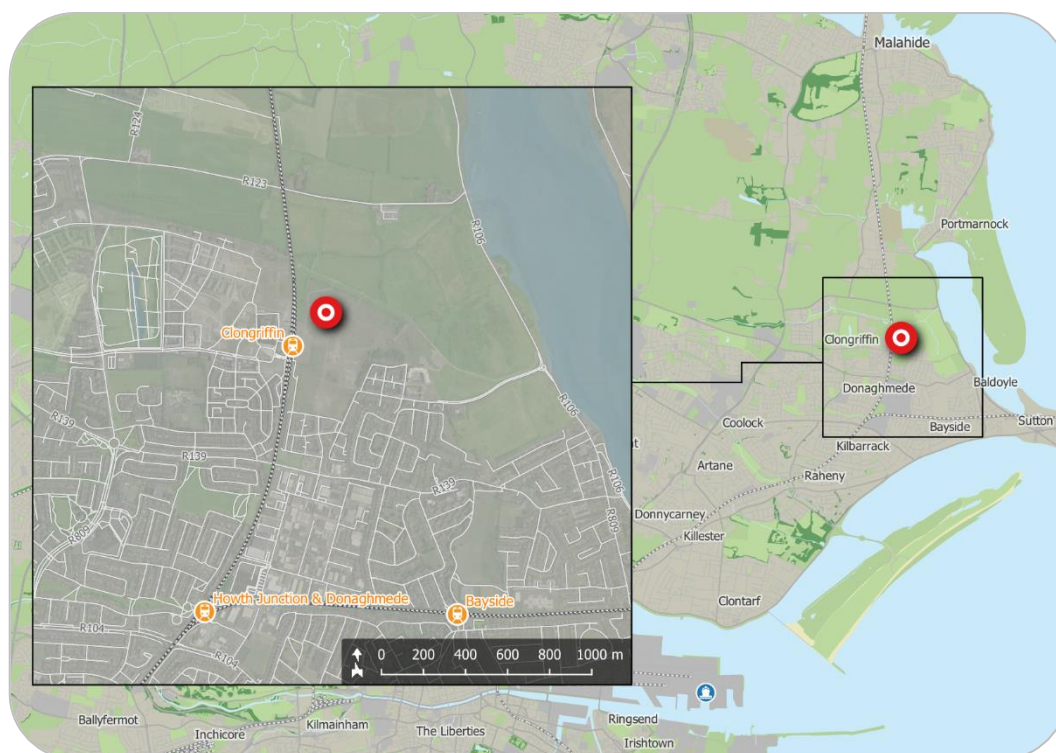 Malahide
Portmarnock
Clongriffin
Donaghmede
Baldoyle
Coolock
Bayside
Sutton
Kilbarrack
Artane
Raheny
Donnycarney
Killester
Clontarf
Ballyfermot
Kilmainham
Inchicore
The Liberties
Ringsend
Irishtown
R124
R123
R106
Clongriffin
R106
R139
R139
R139
R106
R809
R809
Howth Junction & Donaghmede
Bayside
R104
R104
0 200 400 600 800 1000 m